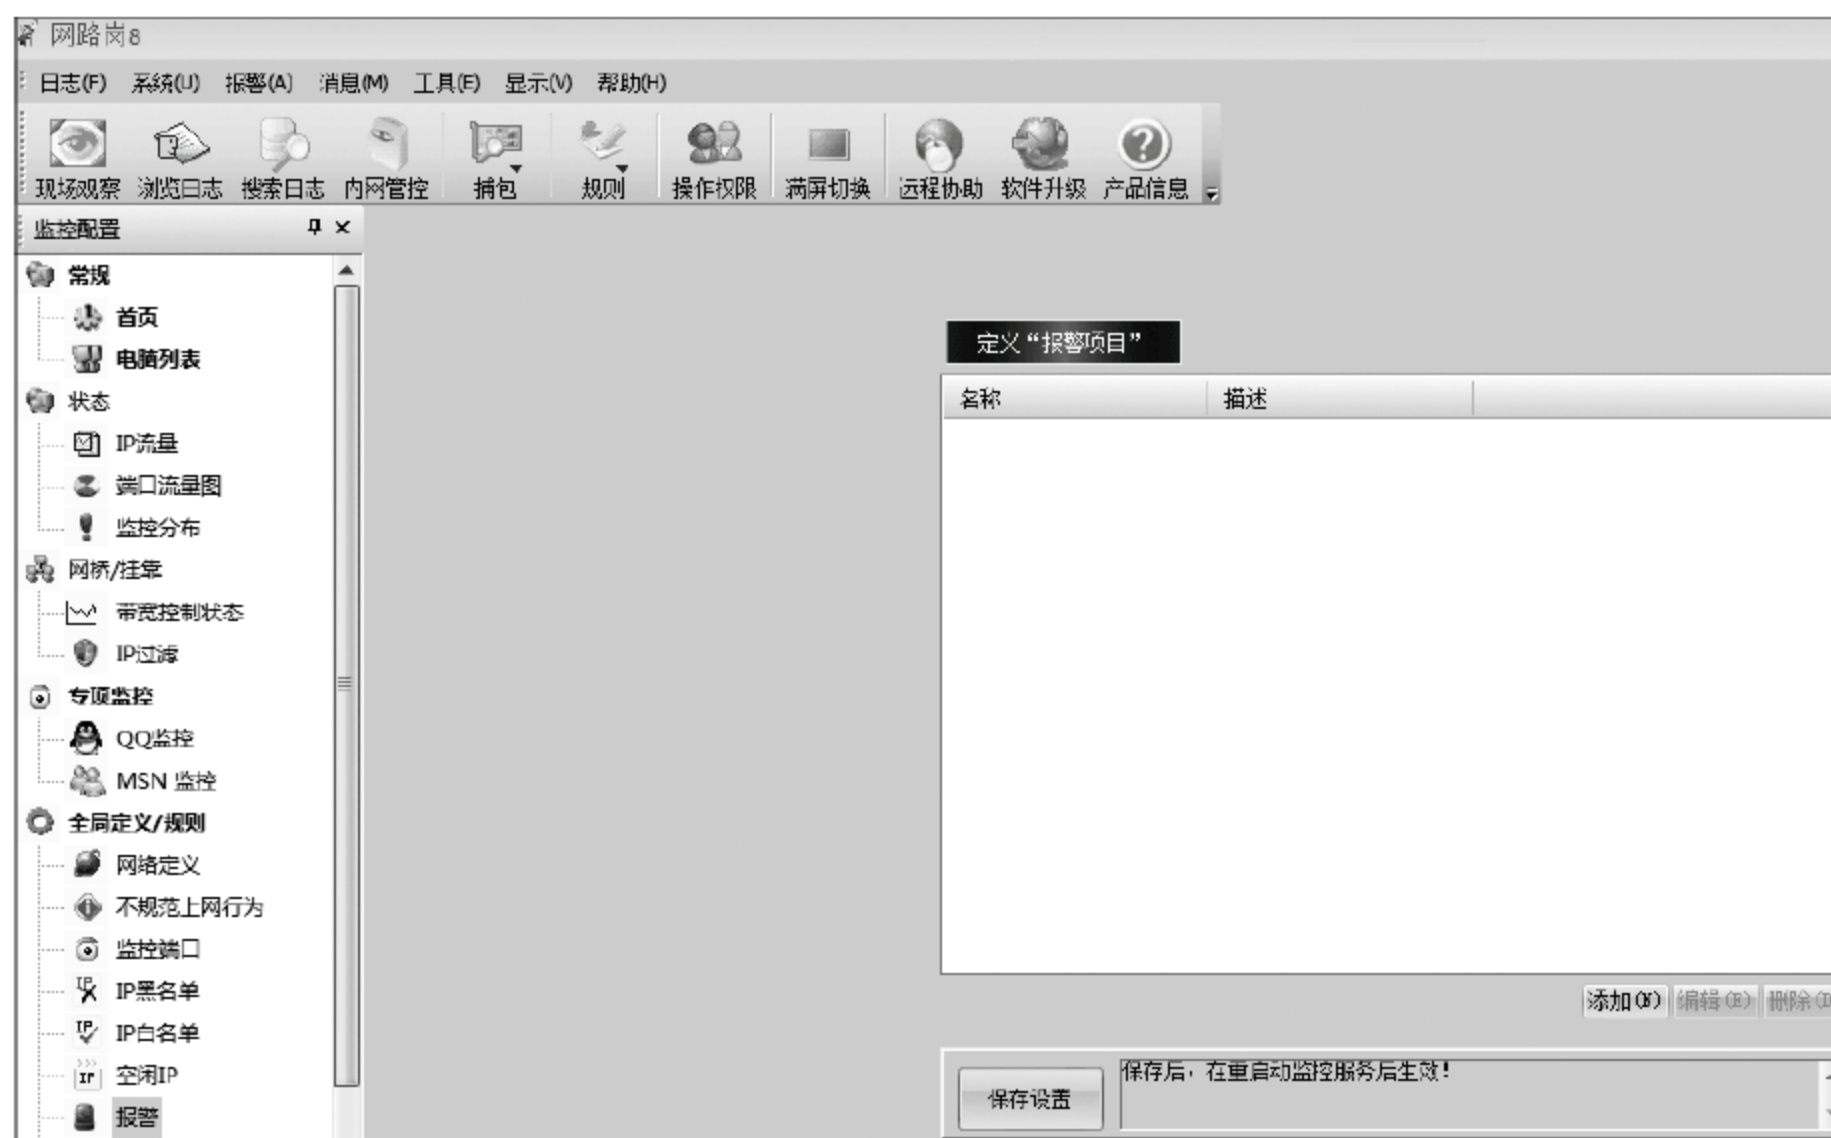 网路岗8
日志(F) 系统(U) 报警(A) 消息(M) 工具(E) 显示(V) 帮助(H)
现场观察 浏览日志 搜索日志 内网管控 捕包 规则 操作权限 满屏切换 远程协助 软件升级 产品信息
监控配置
常规
首页
电脑列表
状态
IP流量
端口流量图
监控分布
网桥/挂靠
带宽控制状态
IP过滤
专项监控
QQ监控
MSN 监控
全局定义/规则
网络定义
不规范上网行为
监控端口
IP黑名单
IP白名单
空闲IP
报警
定义“报警项目”
名称 描述
添加(N) 编辑(E) 删除(D
保存设置
保存后，在重启动监控服务后生效！